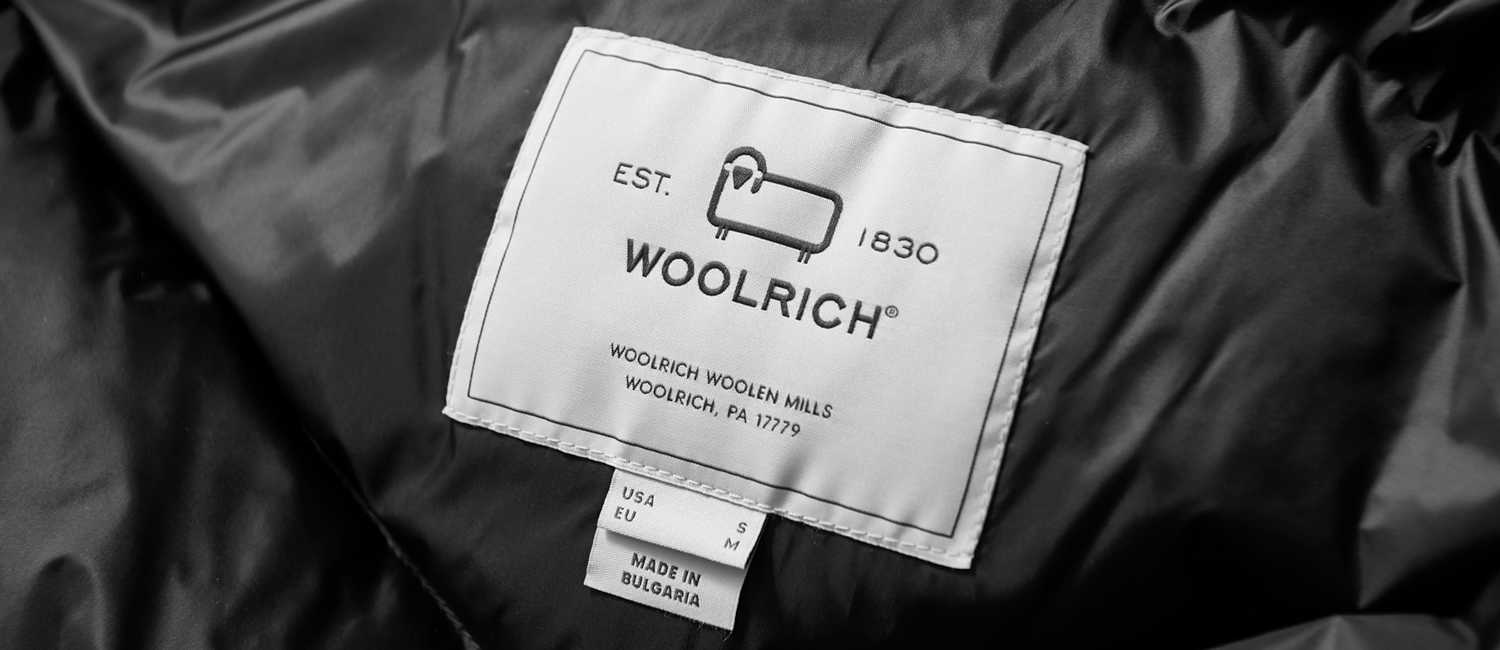 EST. 1830
WOOLRICH®
WOOLRICH WOOLEN MILLS
WOOLRICH, PA 17779
USA S
EU M
MADE IN
BULGARIA